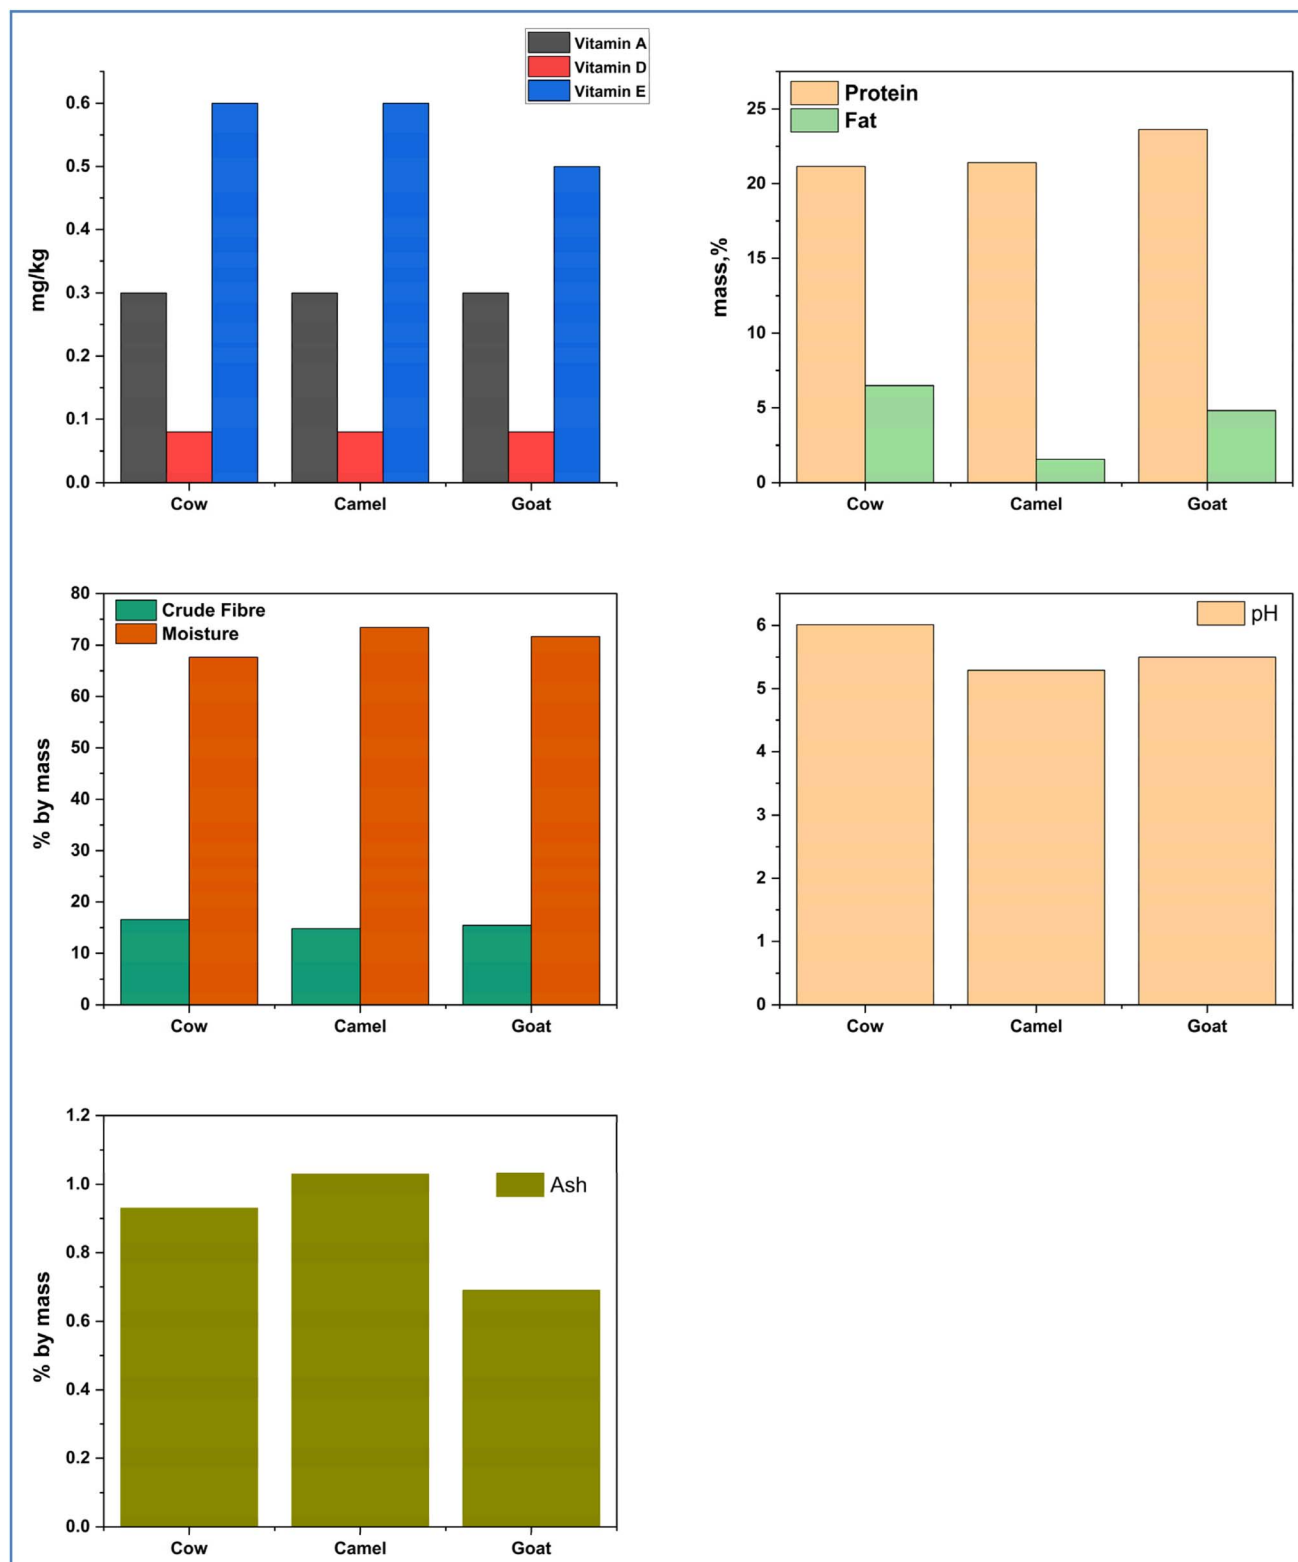 Vitamin A
Vitamin D
Vitamin E
mg/kg
0.6
0.5
0.4
0.3
0.2
0.1
0.0
Cow Camel Goat
Protein
Fat
mass,%
25
20
15
10
5
0
Cow Camel Goat
Crude Fibre
Moisture
% by mass
80
70
60
50
40
30
20
10
0
Cow Camel Goat
pH
6
5
4
3
2
1
0
Cow Camel Goat
Ash
% by mass
1.2
1.0
0.8
0.6
0.4
0.2
0.0
Cow Camel Goat